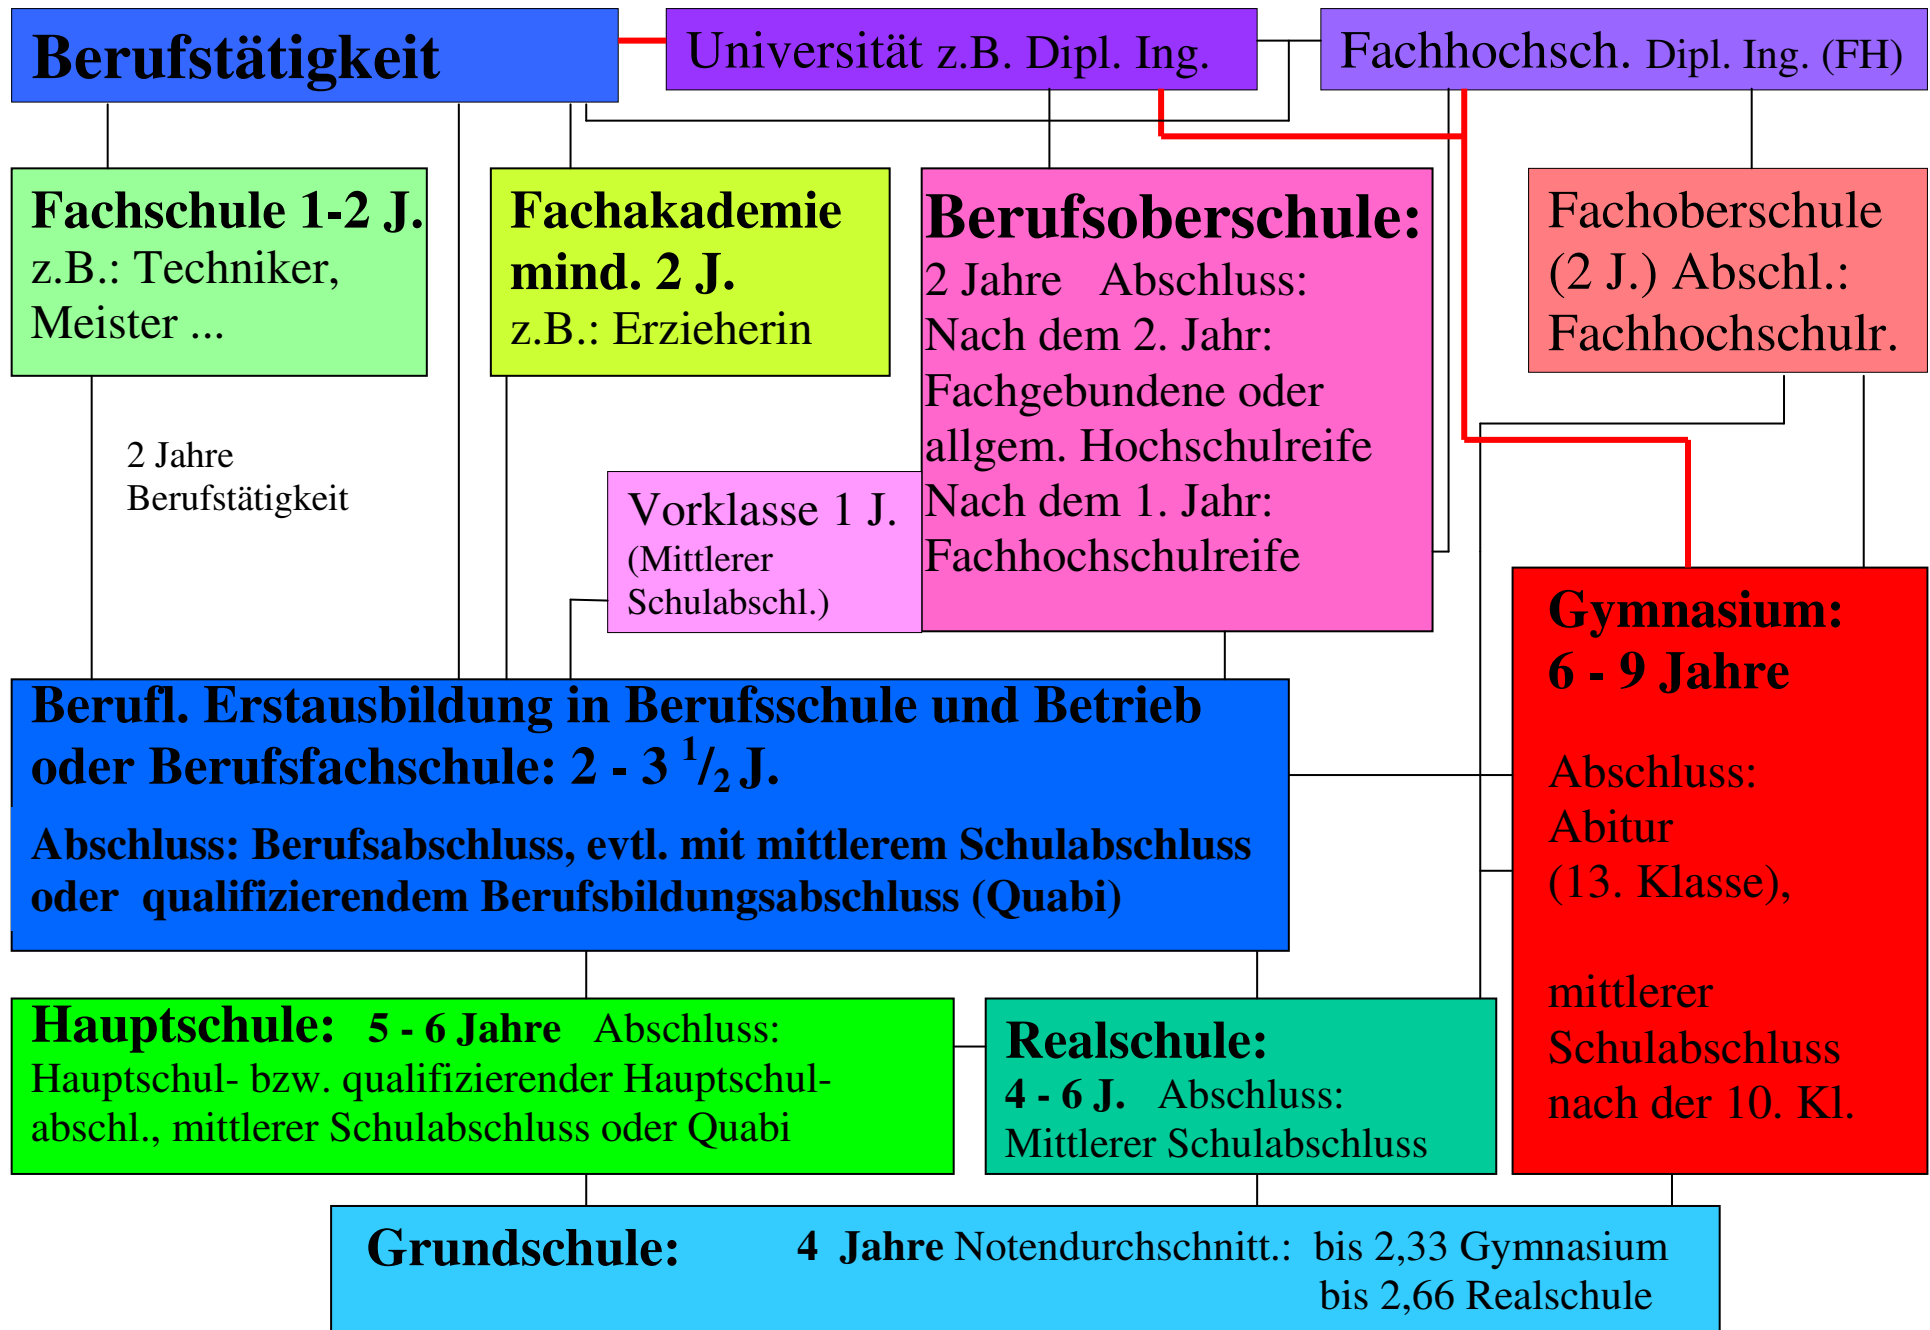 Berufstätigkeit
Universität z.B. Dipl. Ing.
Fachhochsch. Dipl. Ing. (FH)
Fachschule 1-2 J.
z.B.: Techniker,
Meister ...
Fachakademie
mind. 2 J.
z.B.: Erzieherin
Berufsoberschule:
2 Jahre Abschluss:
Nach dem 2. Jahr:
Fachgebundene oder
allgem. Hochschulreife
Nach dem 1. Jahr:
Fachhochschulreife
Fachoberschule
(2 J.) Abschl.:
Fachhochschulr.
2 Jahre
Berufstätigkeit
Vorklasse 1 J.
(Mittlerer
Schulabschl.)
Gymnasium:
6 - 9 Jahre
Abschluss:
Abitur
(13. Klasse),
mittlerer
Schulabschluss
nach der 10. Kl.
Berufl. Erstausbildung in Berufsschule und Betrieb
oder Berufsfachschule: 2 - 3 1/2 J.
Abschluss: Berufsabschluss, evtl. mit mittlerem Schulabschluss
oder qualifizierendem Berufsbildungsabschluss (Quabi)
Hauptschule: 5 - 6 Jahre Abschluss:
Hauptschul- bzw. qualifizierender Hauptschul-
abschl., mittlerer Schulabschluss oder Quabi
Realschule:
4 - 6 J. Abschluss:
Mittlerer Schulabschluss
Grundschule: 4 Jahre Notendurchschnitt.: bis 2,33 Gymnasium
bis 2,66 Realschule